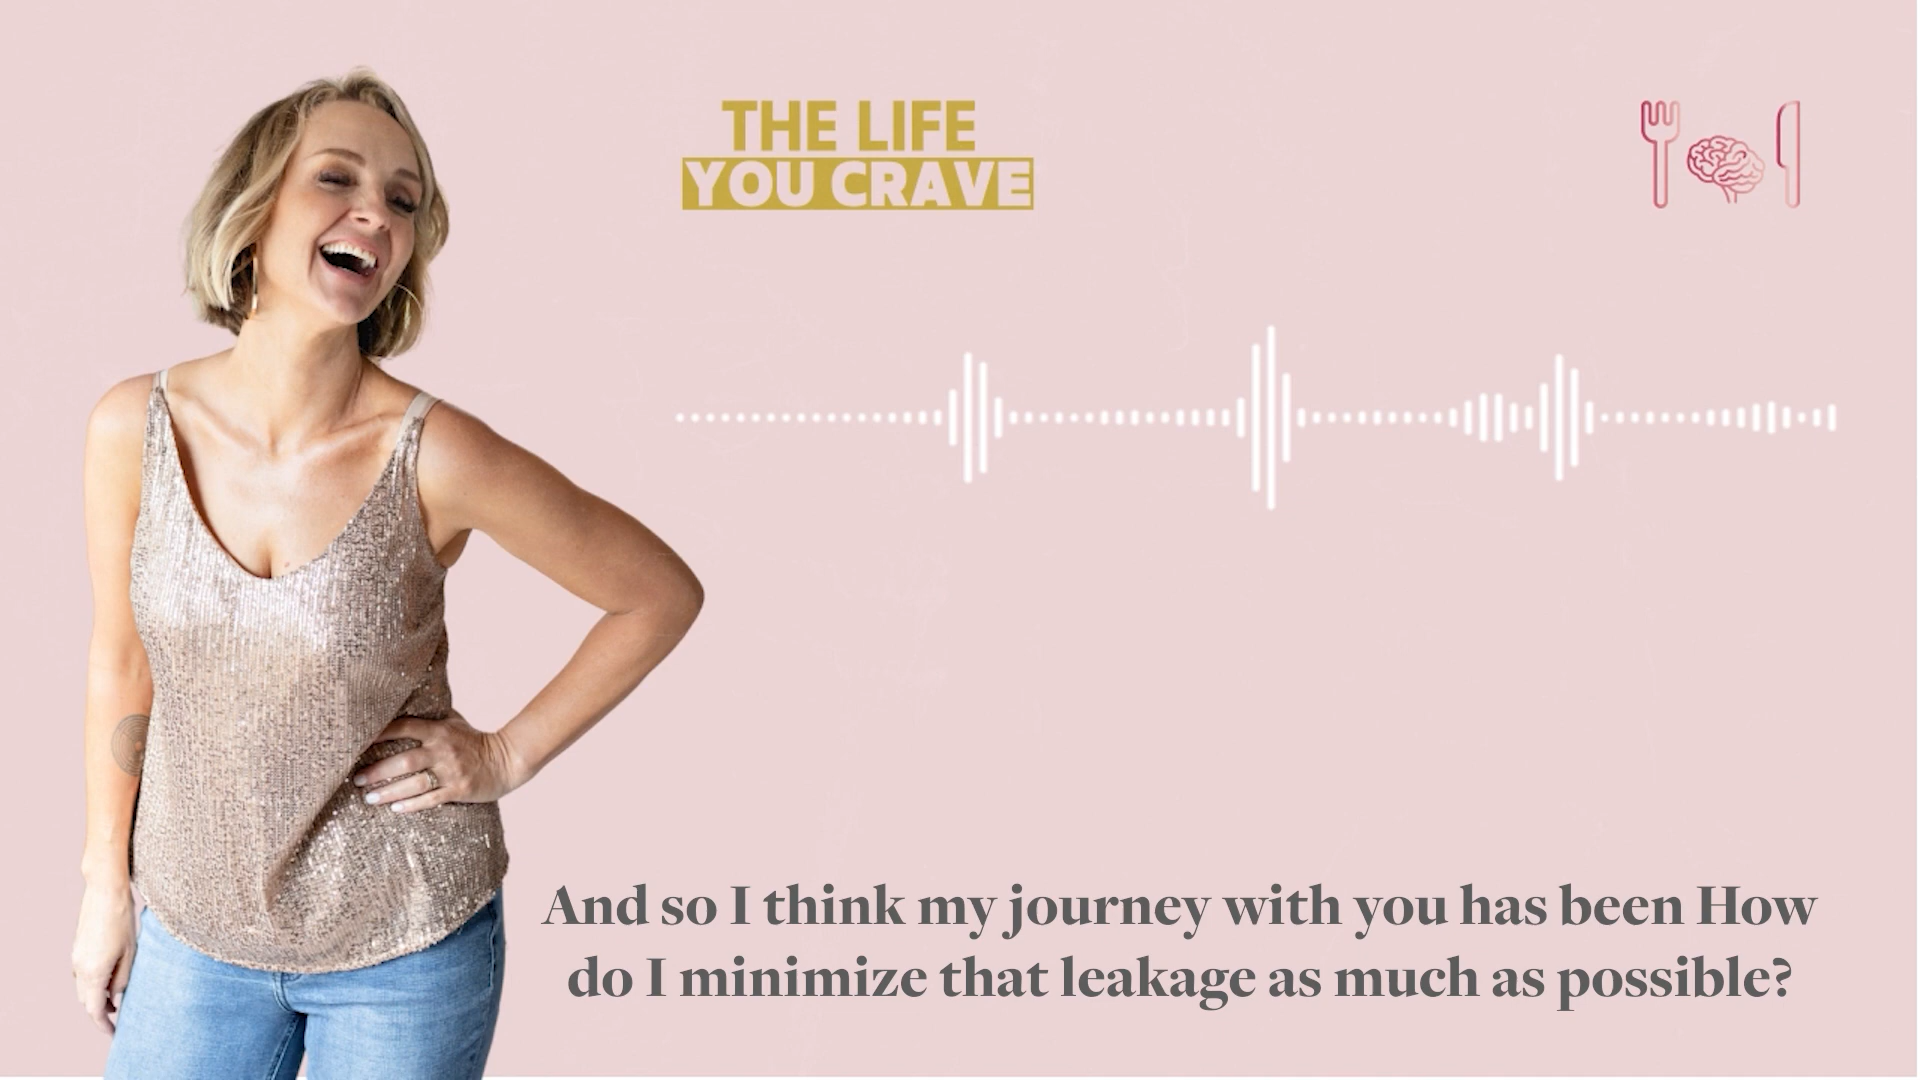 THE LIFE
YOU CRAVE
And so I think my journey with you has been How
do I minimize that leakage as much as possible?